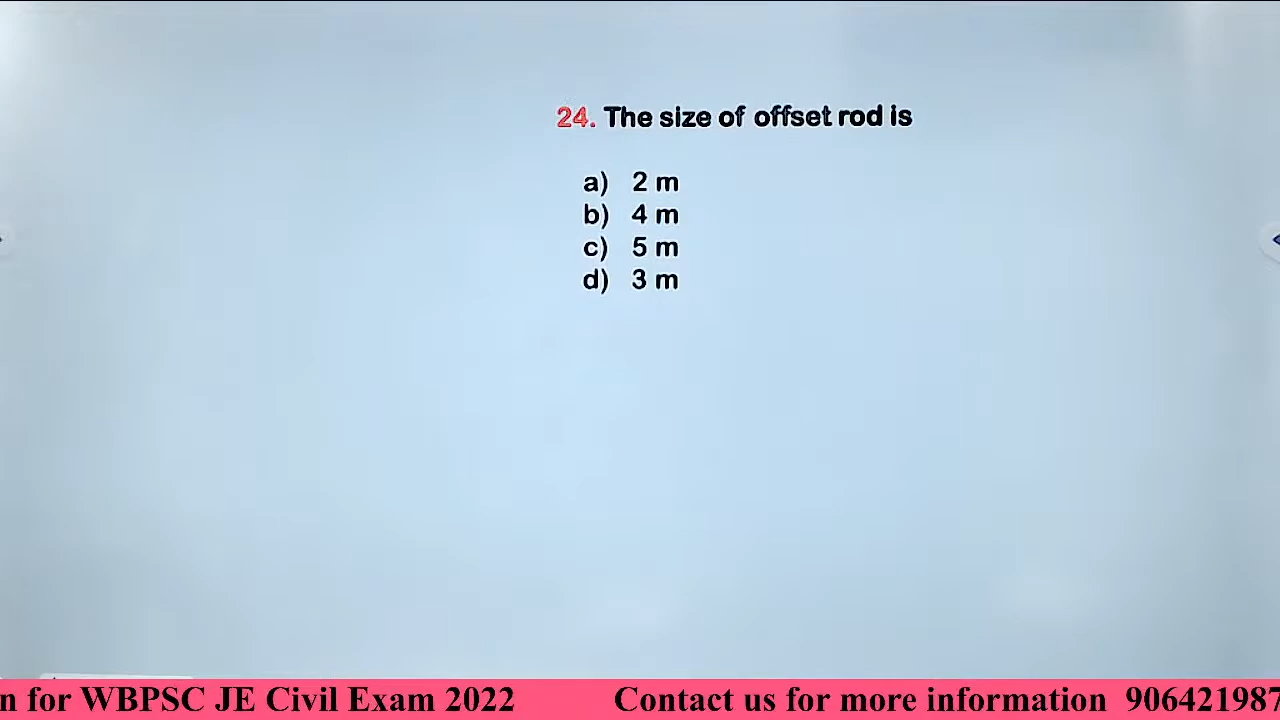 24. The size of offset rod is
a) 2 m
b) 4 m
c) 5 m
d) 3 m
n for WBPSC JE Civil Exam 2022 Contact us for more information 906421987